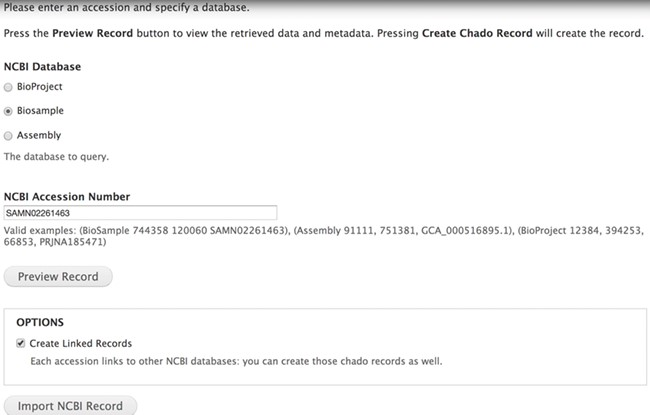 Please enter an accession and specify a database.
Press the Preview Record button to view the retrieved data and metadata. Pressing Create Chado Record will create the record.
NCBI Database
BioProject
Biosample
Assembly
The database to query.
NCBI Accession Number
SAMN02261463
Valid examples: (BioSample 744358 120060 SAMN02261463), (Assembly 91111, 751381, GCA_000516895.1), (BioProject 12384, 394253,
66853, PRJNA185471)
Preview Record
OPTIONS
Create Linked Records
Each accession links to other NCBI databases: you can create those chado records as well.
Import NCBI Record